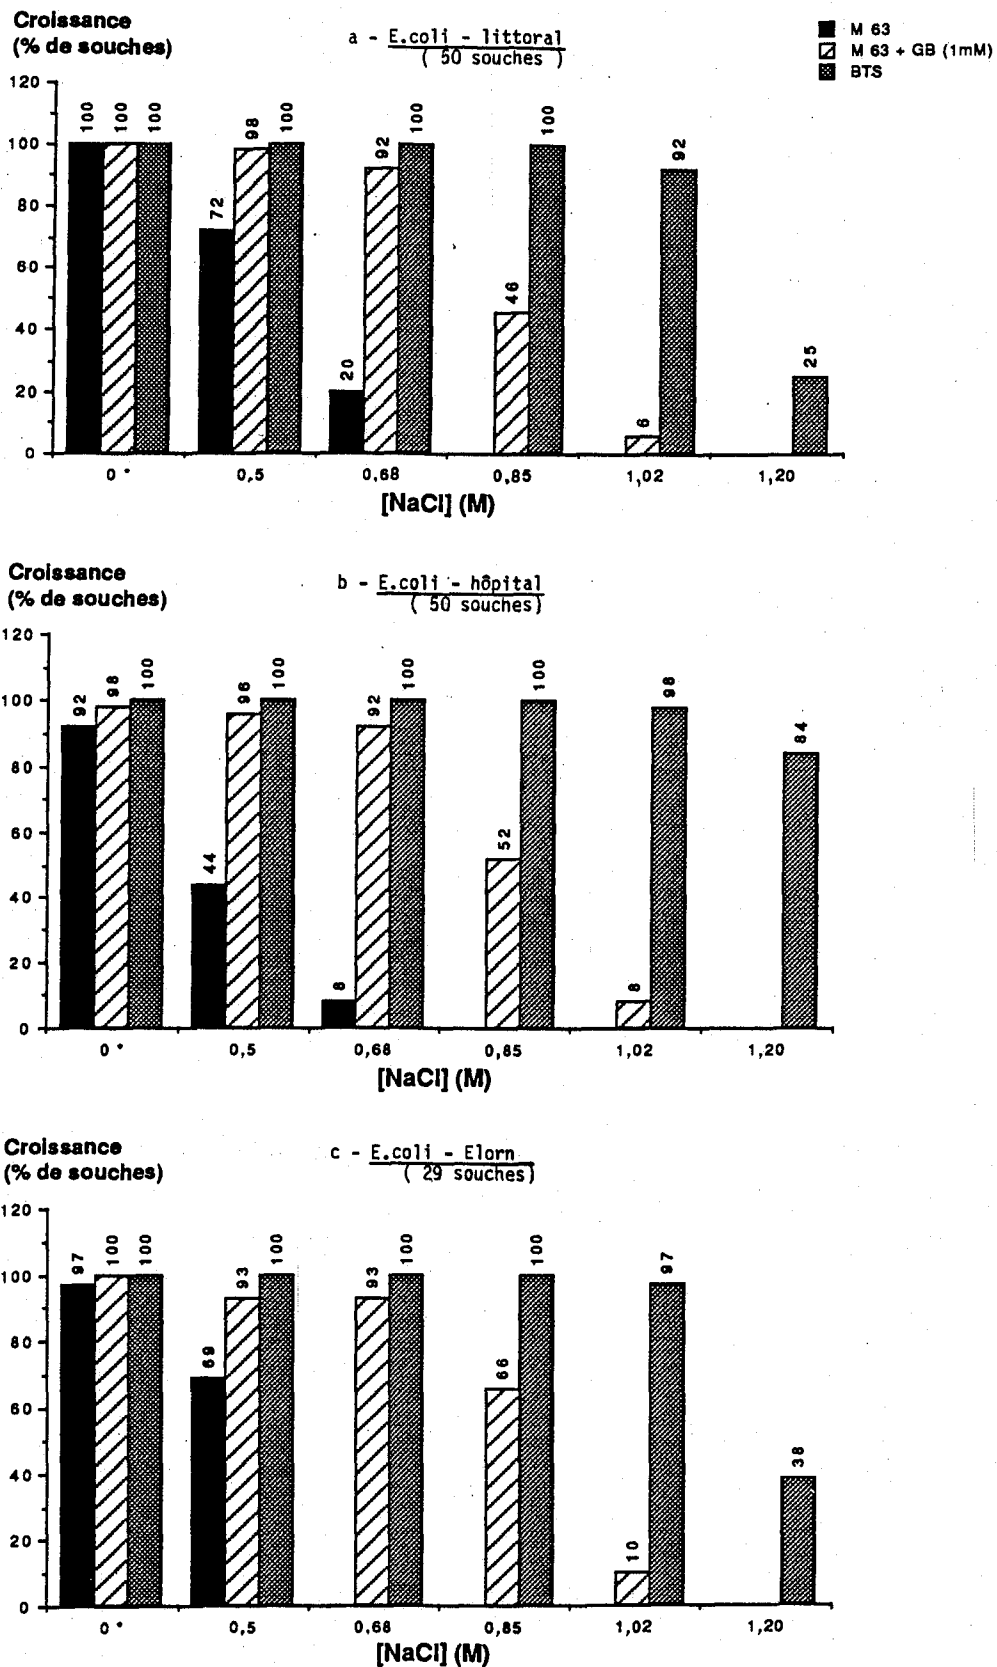 Croissance
(% de souches)
a - E.coli - littoral
( 50 souches )
M 63
M 63 + GB (1mM)
BTS
120
100
80
60
40
20
0
100 100 100
72 98 100
20 92 100
46 100
6 92
25
0 * 0,5 0,68 0,85 1,02 1,20
[NaCl] (M)
Croissance
(% de souches)
b - E.coli - hôpital
( 50 souches)
120
100
80
60
40
20
0
92 98 100
44 96 100
8 92 100
52 100
8 98
84
0 * 0,5 0,68 0,85 1,02 1,20
[NaCl] (M)
Croissance
(% de souches)
c - E.coli - Elorn
( 29 souches)
120
100
80
60
40
20
0
97 100 100
69 93 100
93 100
66 100
10 97
38
0 * 0,5 0,68 0,85 1,02 1,20
[NaCl] (M)